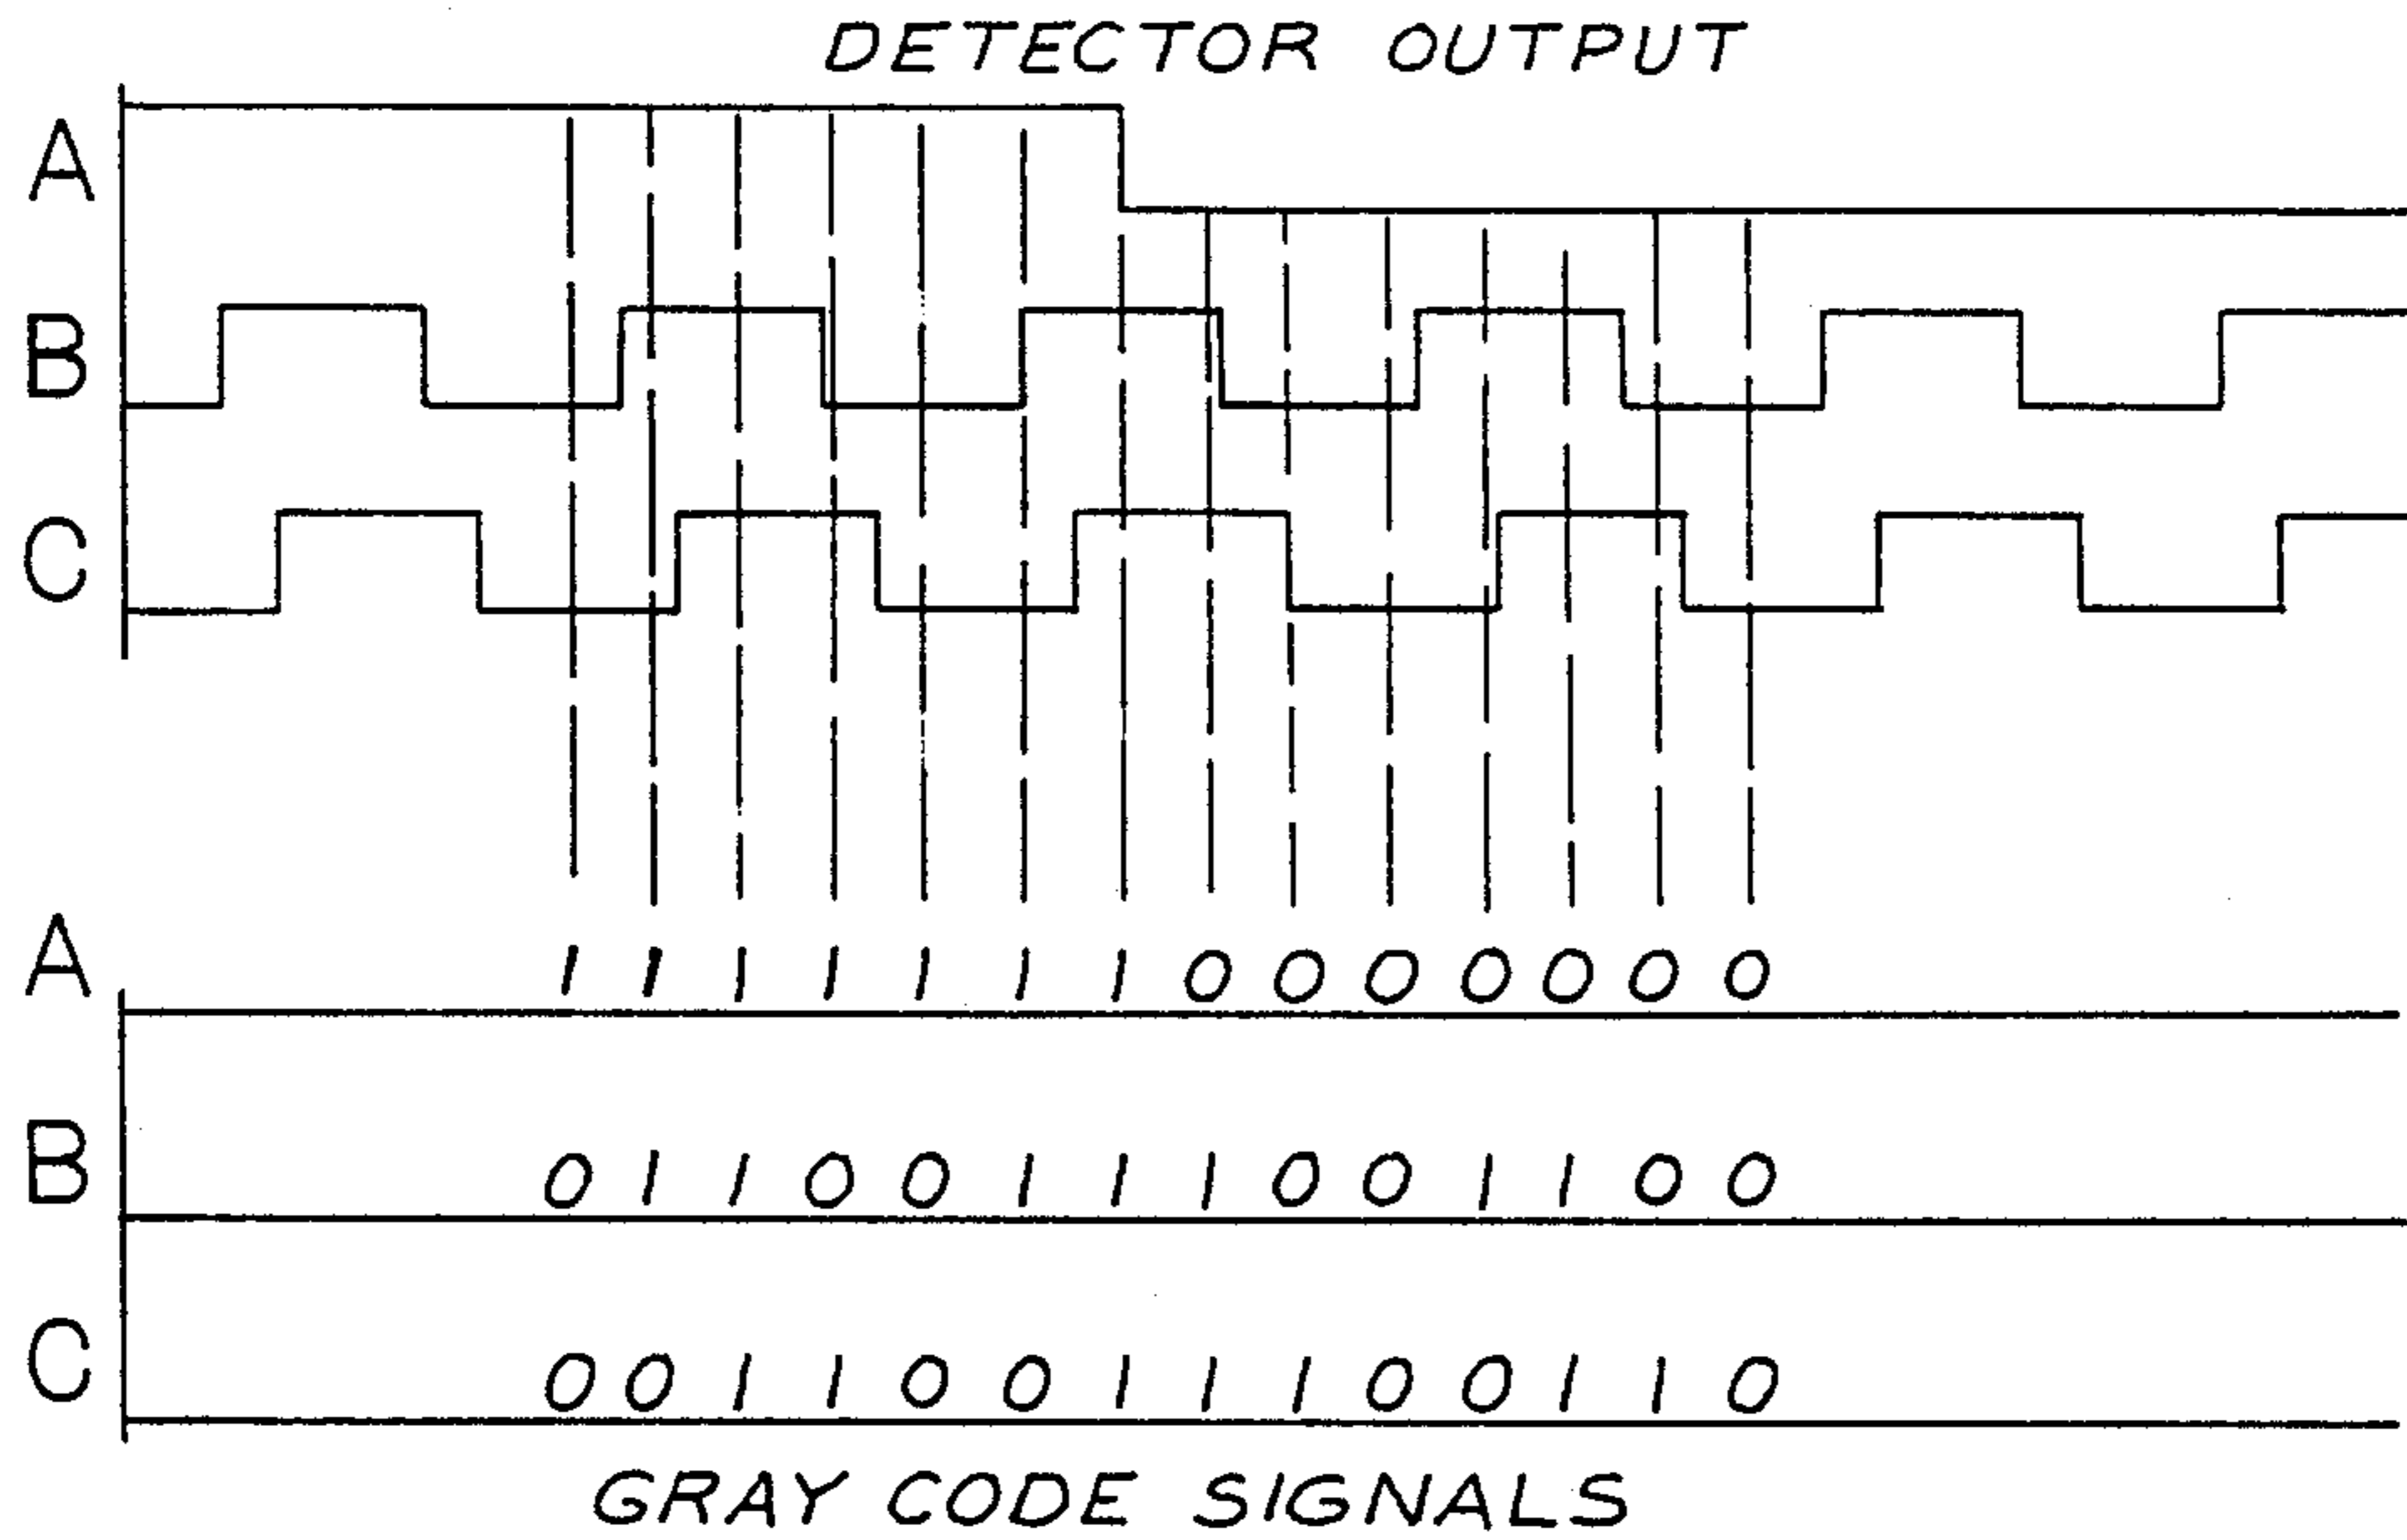 DETECTOR OUTPUT
A
B
C
A 1 1 1 1 1 1 1 0 0 0 0 0 0 0
B 0 1 1 0 0 1 1 1 0 0 1 1 0 0
C 0 0 1 1 0 0 1 1 1 0 0 1 1 0
GRAY CODE SIGNALS